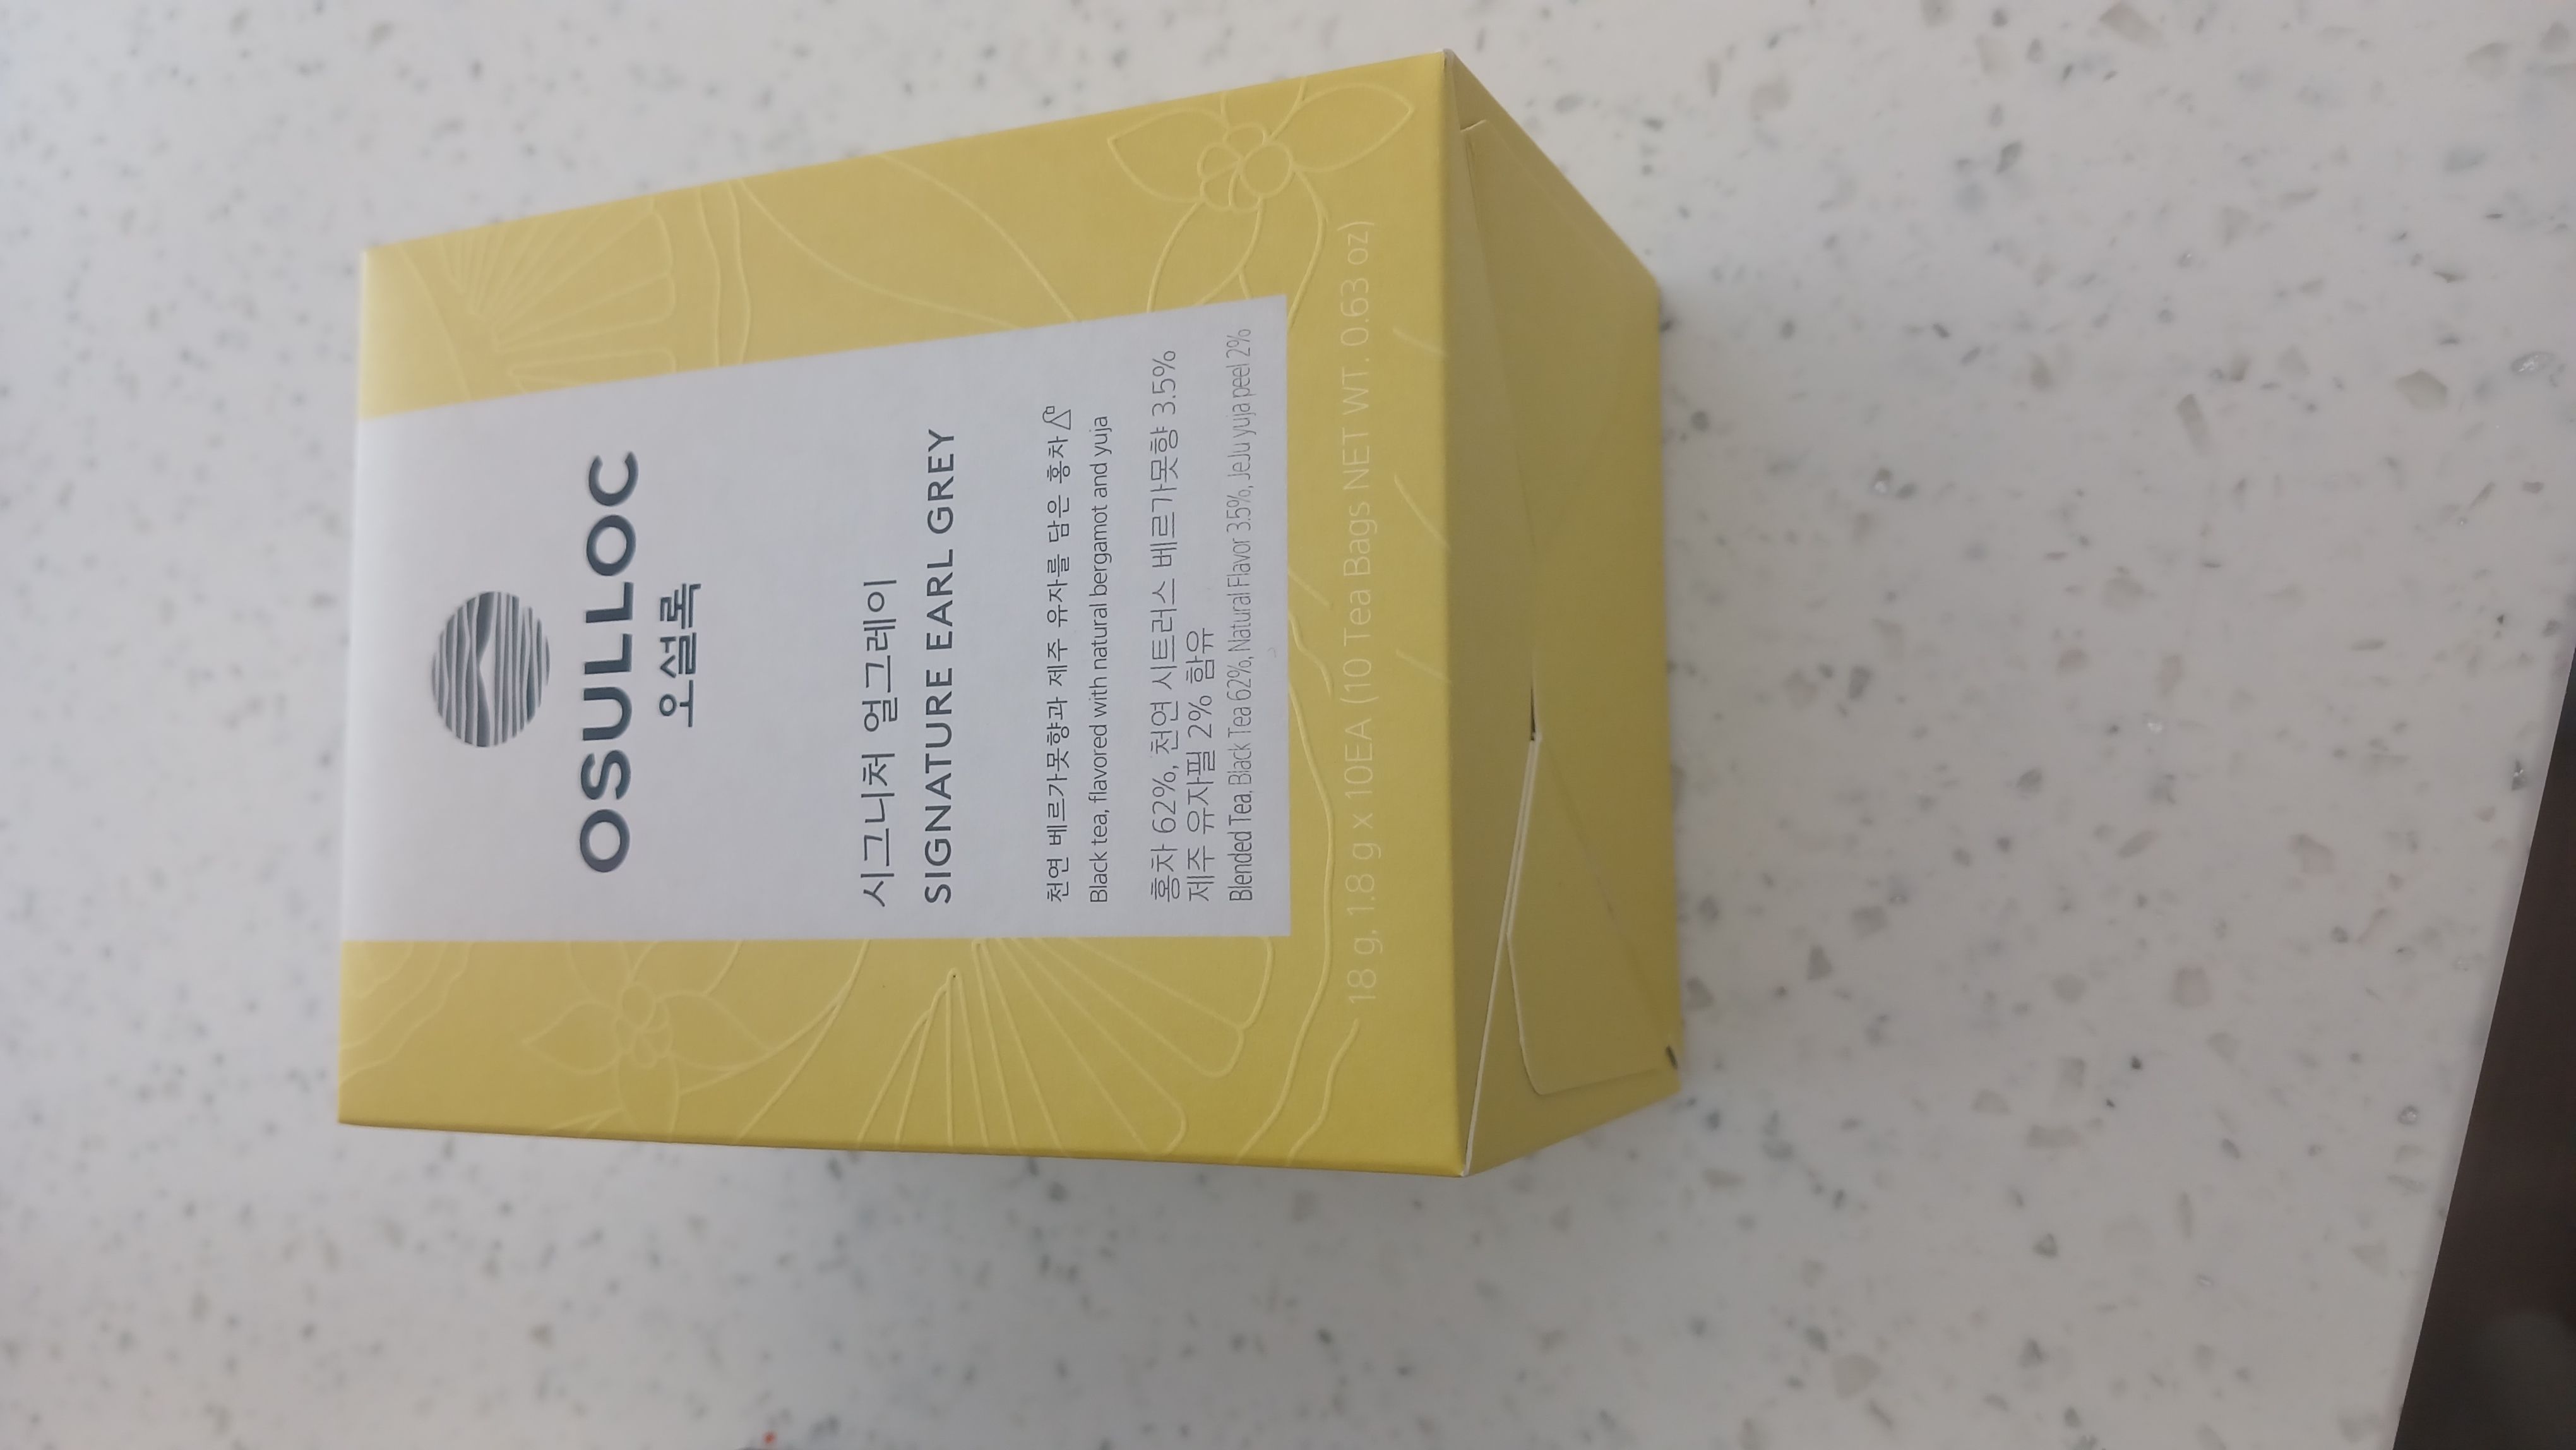 OSULLOC
오설록
시그니처 얼그레이
SIGNATURE EARL GREY
천연 베르가못향과 제주 유자를 담은 홍차
Black tea, flavored with natural bergamot and yuja
홍차 62%, 천연 시트러스 베르가못향 3.5%
제주 유자필 2% 함유
Blended Tea, Black Tea 62%, Natural Flavor 3.5%, JeJu yuja peel 2%
18 g, 1.8 g x 10EA (10 Tea Bags NET WT. 0.63 oz)